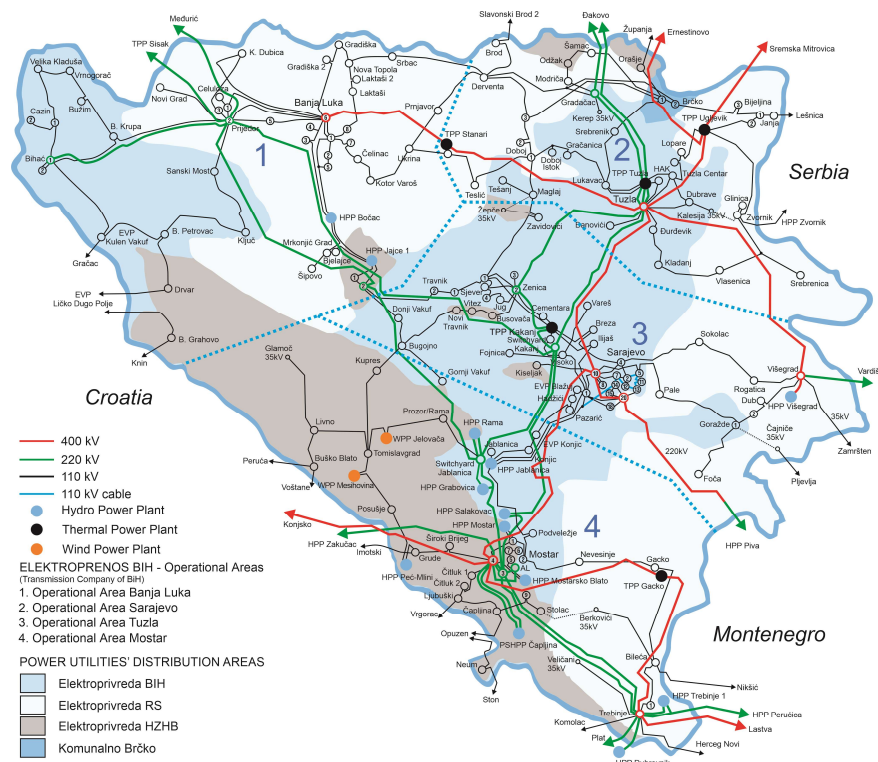 Međurić
TPP Sisak
Slavonski Brod 2
Đakovo
Županja
Ernestinovo
Sremska Mitrovica
K. Dubica
Gradiška
Gradiška 2
Srbac
Brod
Šamac
Odžak
Orašje
Velika Kladuša
Vrnograč
Nova Topola
Laktaši 2
Modriča
Derventa
Novi Grad
Celuloza
Banja Luka
Laktaši
Prnjavor
Gradačac
Brčko
Bijeljina
TPP Ugljevik
Lešnica
Janja
Cazin
Bužim
B. Krupa
Prijedor
Kerep 35kV
Srebrenik
TPP Stanari
Bihać
1
Čelinac
Ukrina
Doboj
Doboj
Istok
Gračanica
2
Lopare
Serbia
TPP Tuzla
HAK
Tuzla Centar
Sanski Most
Kotor Varoš
Teslić
Tešanj
Maglaj
Lukavac
Tuzla
Dubrave
Glinica
Žepče
35kV
Kalesija 35kV
Zvornik
HPP Zvornik
HPP Bočac
Zavidovići
Banovići
Đurđevik
EVP
Kulen Vakuf
B. Petrovac
Ključ
Mrkonjić Grad
Bjelajce
HPP Jajce 1
Gračac
Šipovo
Kladanj
Vlasenica
Srebrenica
EVP
Ličko Dugo Polje
Drvar
Travnik
Sjever
Zenica
Donji Vakuf
Vitez
Jug
Novi
Travnik
Busovača
Cementara
Vareš
TPP Kakanj
Breza
3
Switchyard
Kakanj
Ilijaš
B. Grahovo
Knin
Glamoč
35kV
Bugojno
Fojnica
Visoko
Sarajevo
Sokolac
Kupres
Gornji Vakuf
Kiseljak
Višegrad
Vardište
Croatia
EVP Blažuj
Hadžići
Pale
Rogatica
Dub
HPP Višegrad
Pazarić
Prozor/Rama
HPP Rama
Goražde
Čajniče
35kV
35kV
400 kV
220 kV
110 kV
110 kV cable
Livno
WPP Jelovača
Jablanica
EVP Konjic
Konjic
Zamršten
220kV
Buško Blato
Tomislavgrad
Peruća
Switchyard
Jablanica
HPP Jablanica
Foča
Pljevlja
Voštane
WPP Mesihovina
HPP Grabovica
Hydro Power Plant
Thermal Power Plant
Wind Power Plant
Posušje
HPP Salakovac
HPP Mostar
Konjsko
4
HPP Piva
HPP Zakučac
Imotski
Široki Brijeg
Grude
Podveležje
Mostar
Nevesinje
Gacko
AL
HPP Peć-Mlini
Čitluk
Čitluk 2
HPP Mostarsko Blato
TPP Gacko
ELEKTROPRENOS BIH - Operational Areas
(Transmission Company of BiH)
1. Operational Area Banja Luka
2. Operational Area Sarajevo
3. Operational Area Tuzla
4. Operational Area Mostar
Ljubuški
Vrgorac
Čapljina
Stolac
Berkovići
35kV
Opuzen
PSHPP Čapljina
Montenegro
Neum
Ston
Veličani
35kV
Bileća
Nikšić
POWER UTILITIES' DISTRIBUTION AREAS
Elektroprivreda BIH
Elektroprivreda RS
Elektroprivreda HZHB
Komunalno Brčko
HPP Trebinje 1
Trebinje
HPP Perućica
Komolac
Lastva
Plat
Herceg Novi